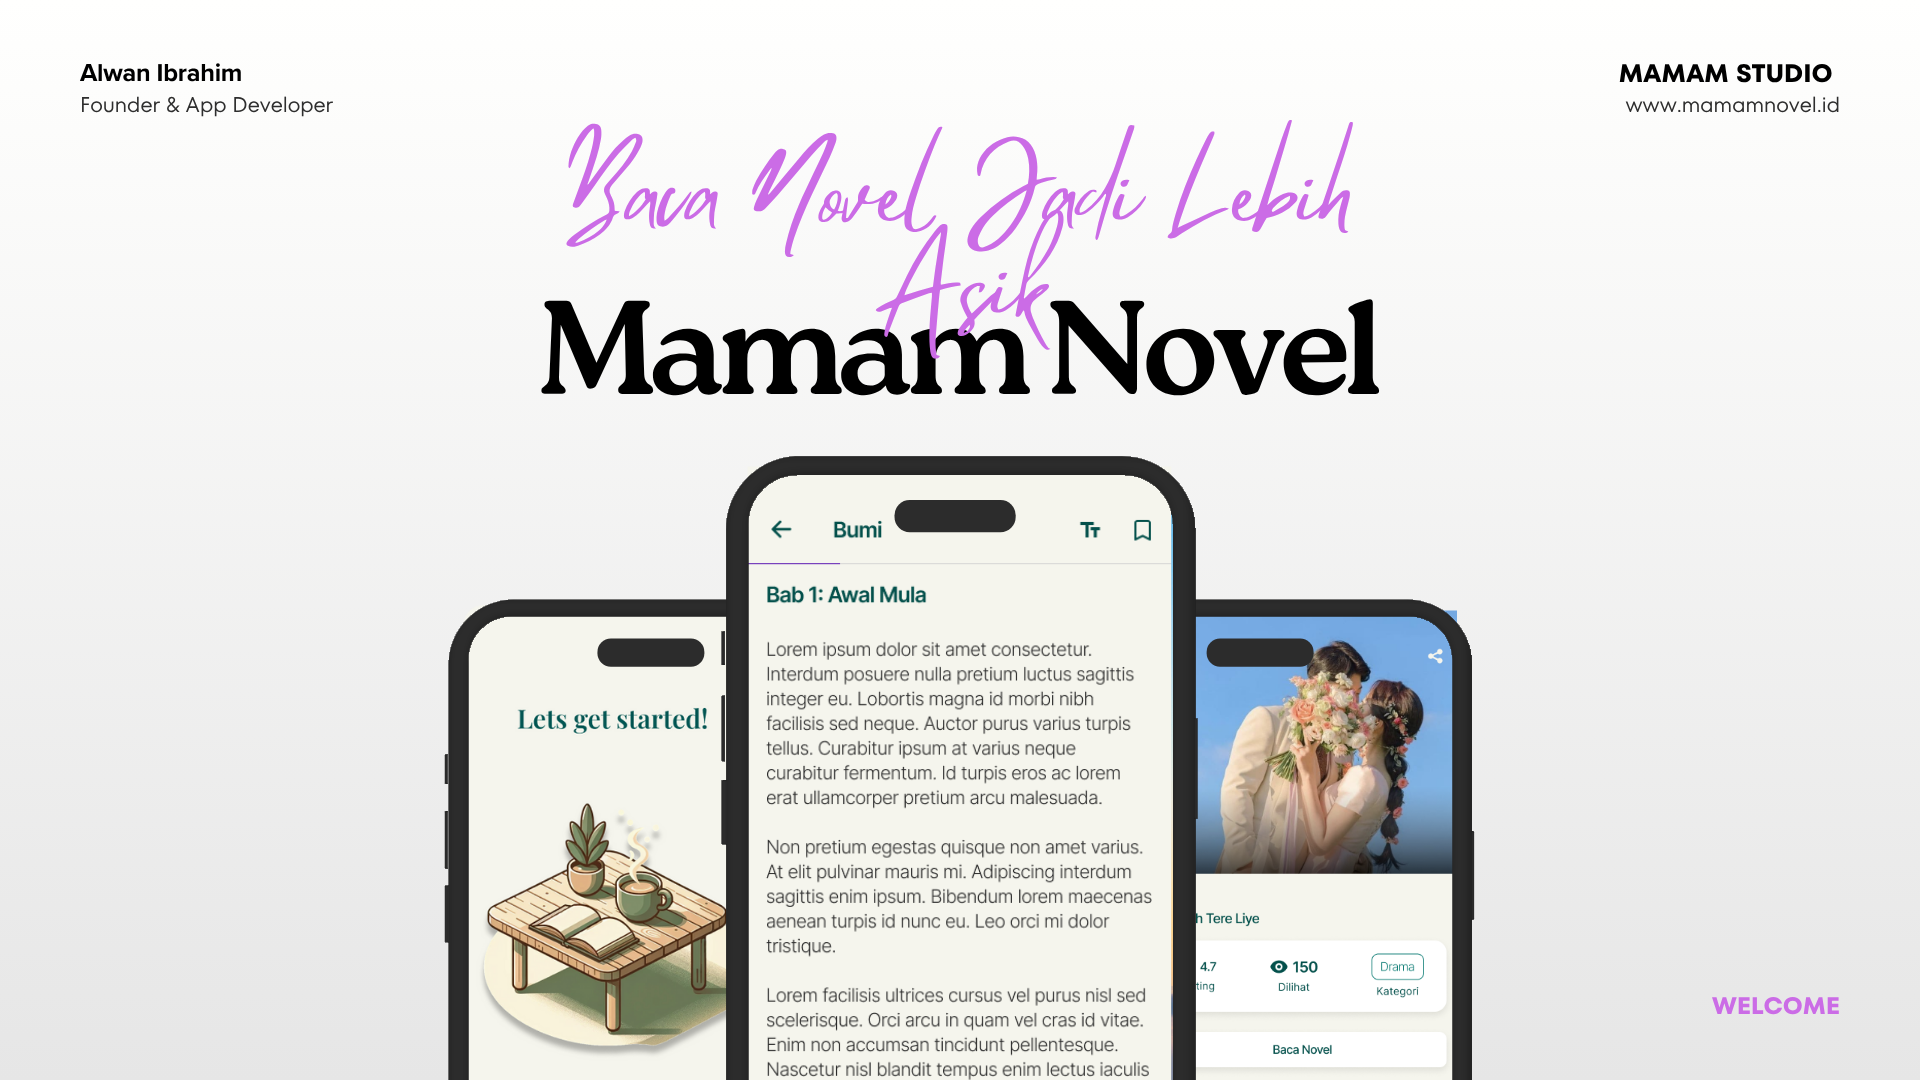 Alwan Ibrahim
Founder & App Developer
MAMAM STUDIO
www.mamamnovel.id
Baca Novel Jadi Lebih
Asik
Mamam Novel
Lets get started!
Bumi
Tт
Bab 1: Awal Mula
Lorem ipsum dolor sit amet consectetur.
Interdum posuere nulla pretium luctus sagittis
integer eu. Lobortis magna id morbi nibh
facilisis sed neque. Auctor purus varius turpis
tellus. Curabitur ipsum at varius neque
curabitur fermentum. Id turpis eros ac lorem
erat ullamcorper pretium arcu malesuada.
Non pretium egestas quisque non amet varius.
At elit pulvinar mauris mi. Adipiscing interdum
sagittis enim ipsum. Bibendum lorem maecenas
aenean turpis id nunc eu. Leo orci mi dolor
tristique.
Lorem facilisis ultrices cursus vel purus nisl sed
scelerisque. Orci arcu in quam vel cras id vitae.
Enim non accumsan tincidunt pellentesque.
Nascetur nisl blandit tempus enim lectus iaculis
h Tere Liye
4.7
ting
150
Dilihat
Drama
Kategori
Baca Novel
WELCOME